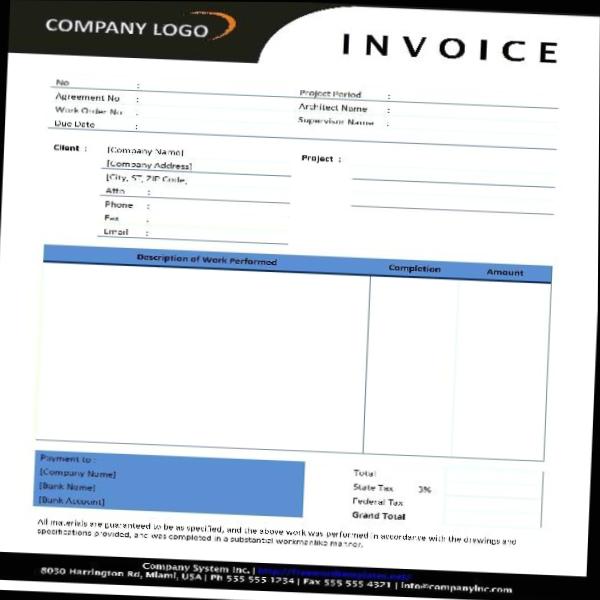 COMPANY LOGO
INVOICE
No :
Agreement No :
Work Order No :
Due Date :
Project Period :
Architect Name :
Supervisor Name :
Client :
[Company Name]
[Company Address]
[City, ST, ZIP Code,
Attn :
Phone :
Fax :
Email :
Project :
Description of Work Performed Completion Amount
Payment to :
[Company Name]
[Bank Name]
[Bank Account]
Total
State Tax 3%
Federal Tax
Grand Total
All materials are guaranteed to be as specified, and the above work was performed in accordance with the drawings and
specifications provided, and was completed in a substantial workmanlike manner.
Company System Inc. |
8030 Harrington Rd, Miami, USA | Ph 555 555 1234 | Fax 555 555 4321 | info@companyinc.com